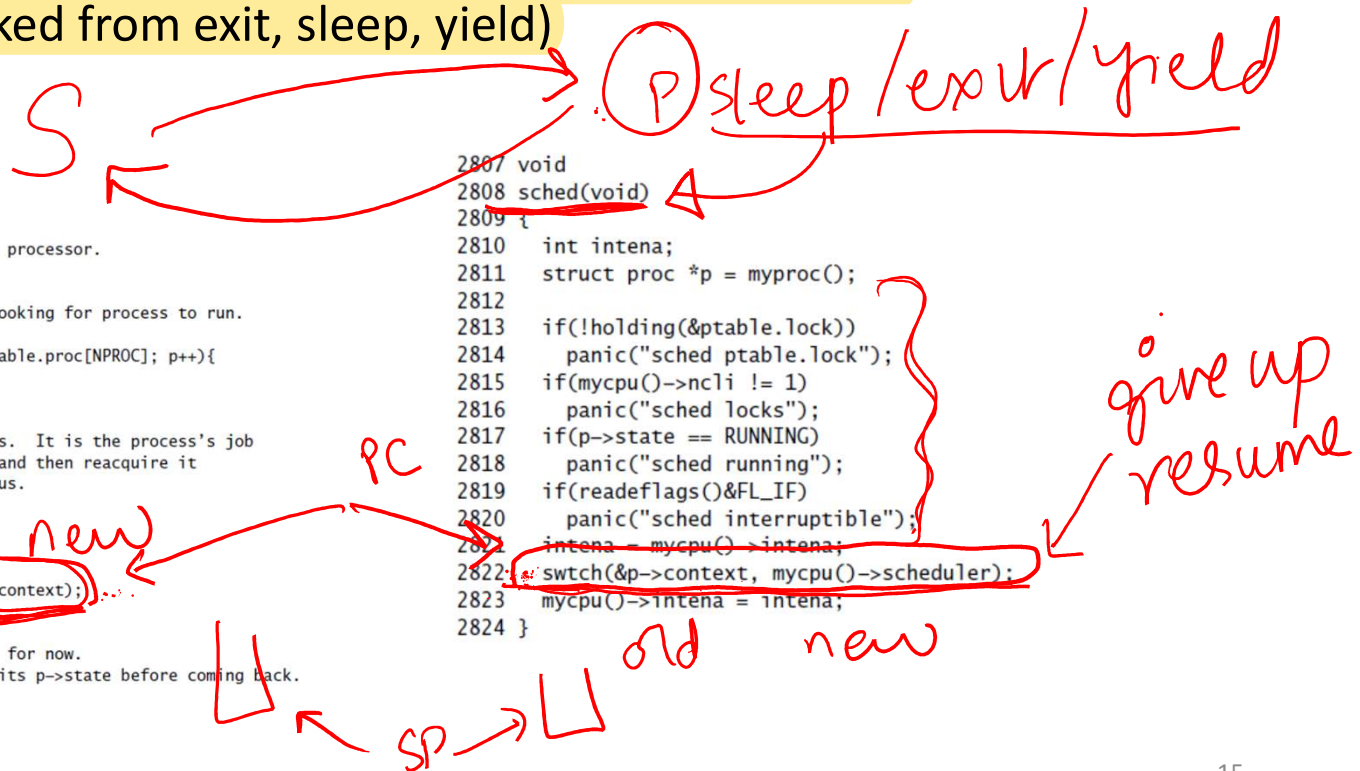 ked from exit, sleep, yield)
S
P sleep/exit/yield
processor.
ooking for process to run.
able.proc[NPROC]; p++){
s. It is the process's job
and then reacquire it
us.
new
context);
for now.
its p->state before coming back.
2807 void
2808 sched(void)
2809 {
2810 int intena;
2811 struct proc *p = myproc();
2812
2813 if(!holding(&ptable.lock))
2814 panic("sched ptable.lock");
2815 if(mycpu()->ncli != 1)
2816 panic("sched locks");
2817 if(p->state == RUNNING)
2818 panic("sched running");
2819 if(readeflags()&FL_IF)
2820 panic("sched interruptible");
2821 intena = mycpu()->intena;
2822 swtch(&p->context, mycpu()->scheduler);
2823 mycpu()->intena = intena;
2824 }
PC
give up
resume
old new
SP
15